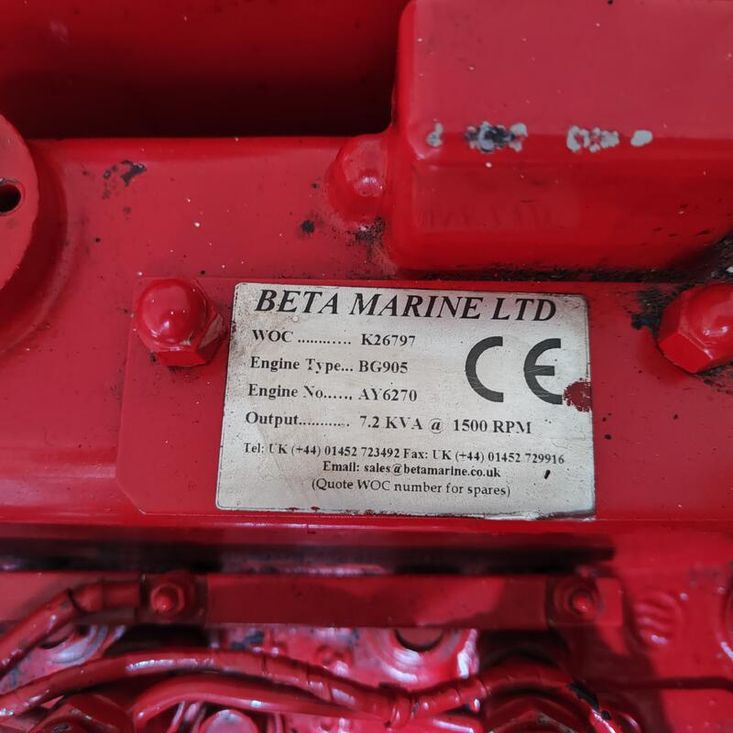 BETA MARINE LTD
WOC ........... K26797
Engine Type... BG905
Engine No...... AY6270
Output............ 7.2 KVA @ 1500 RPM
CE
Tel: UK (+44) 01452 723492 Fax: UK (+44) 01452 729916
Email: sales@betamarine.co.uk
(Quote WOC number for spares)